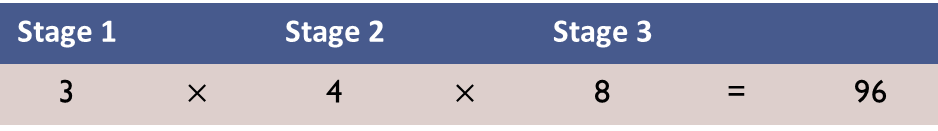 Stage 1 Stage 2 Stage 3
3 × 4 × 8 = 96